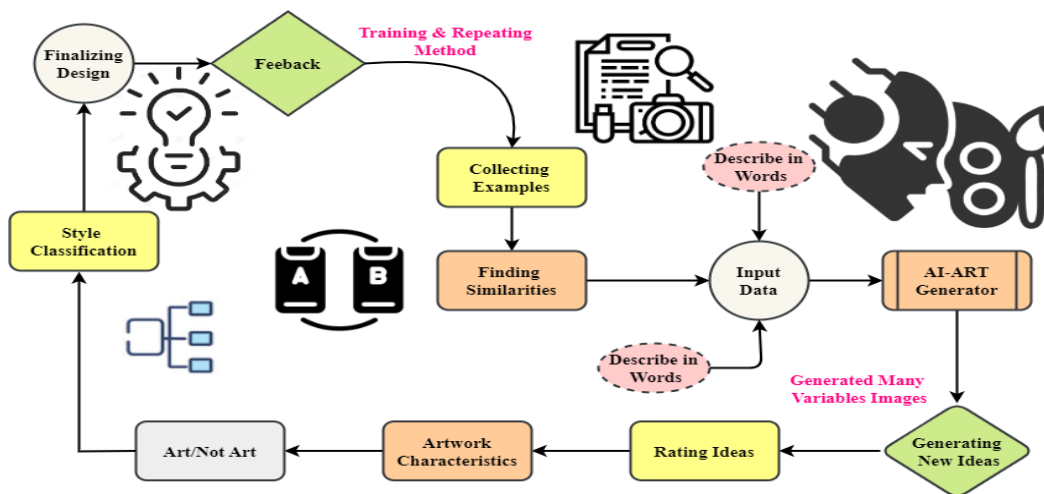 Finalizing
Design
Feeback
Training & Repeating
Method
Collecting
Examples
Describe in
Words
Style
Classification
A
B
Finding
Similarities
Input
Data
AI-ART
Generator
Describe in
Words
Generated Many
Variables Images
Art/Not Art
Artwork
Characteristics
Rating Ideas
Generating
New Ideas